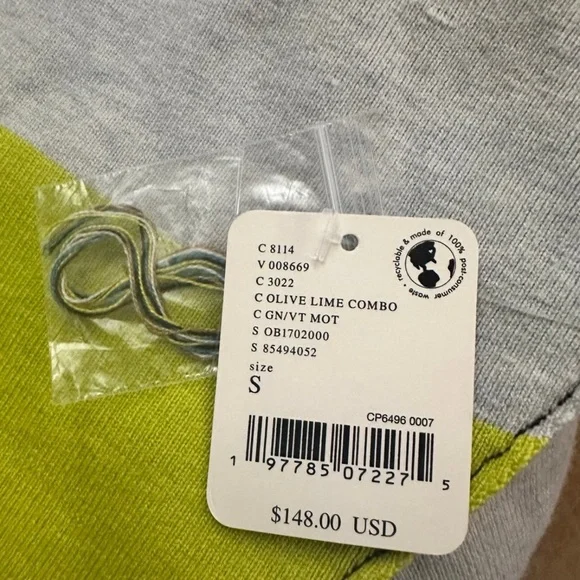 C 8114
V 008669
C 3022
C OLIVE LIME COMBO
C GN/VT MOT
S OB1702000
S 85494052
size
S
recyclable & made of 100% post-consumer waste •
CP6496 0007
1 97785 07227 5
$148.00 USD